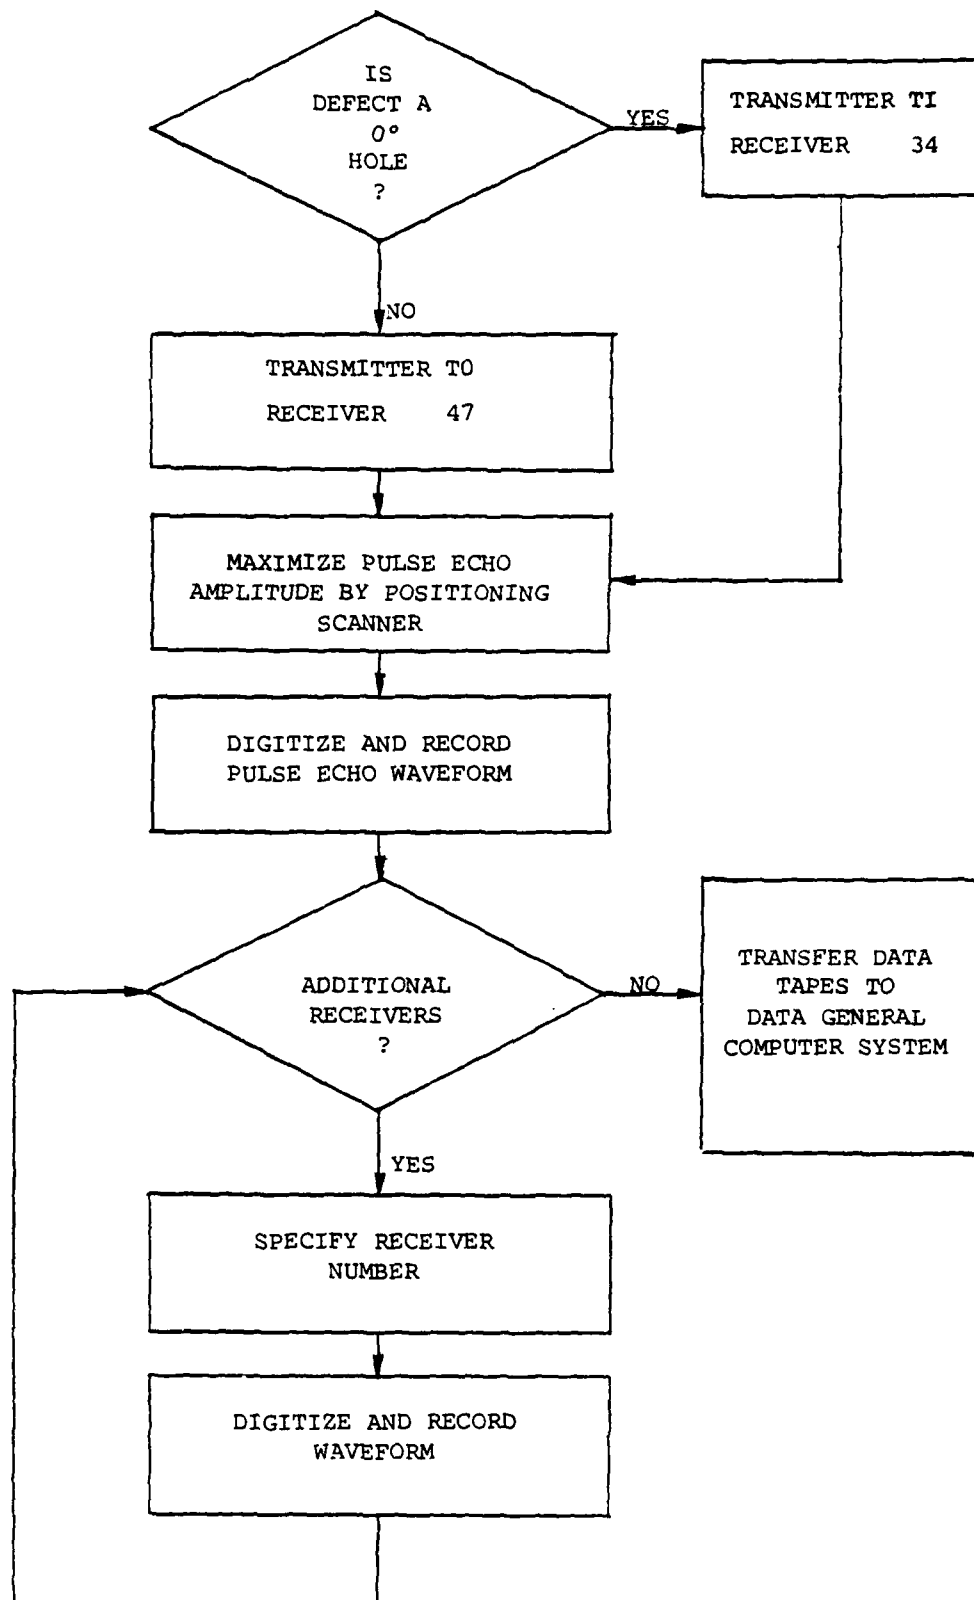 IS
DEFECT A
0°
HOLE
?
YES
TRANSMITTER TI
RECEIVER 34
NO
TRANSMITTER TO
RECEIVER 47
MAXIMIZE PULSE ECHO
AMPLITUDE BY POSITIONING
SCANNER
DIGITIZE AND RECORD
PULSE ECHO WAVEFORM
ADDITIONAL
RECEIVERS
?
NO
TRANSFER DATA
TAPES TO
DATA GENERAL
COMPUTER SYSTEM
YES
SPECIFY RECEIVER
NUMBER
DIGITIZE AND RECORD
WAVEFORM